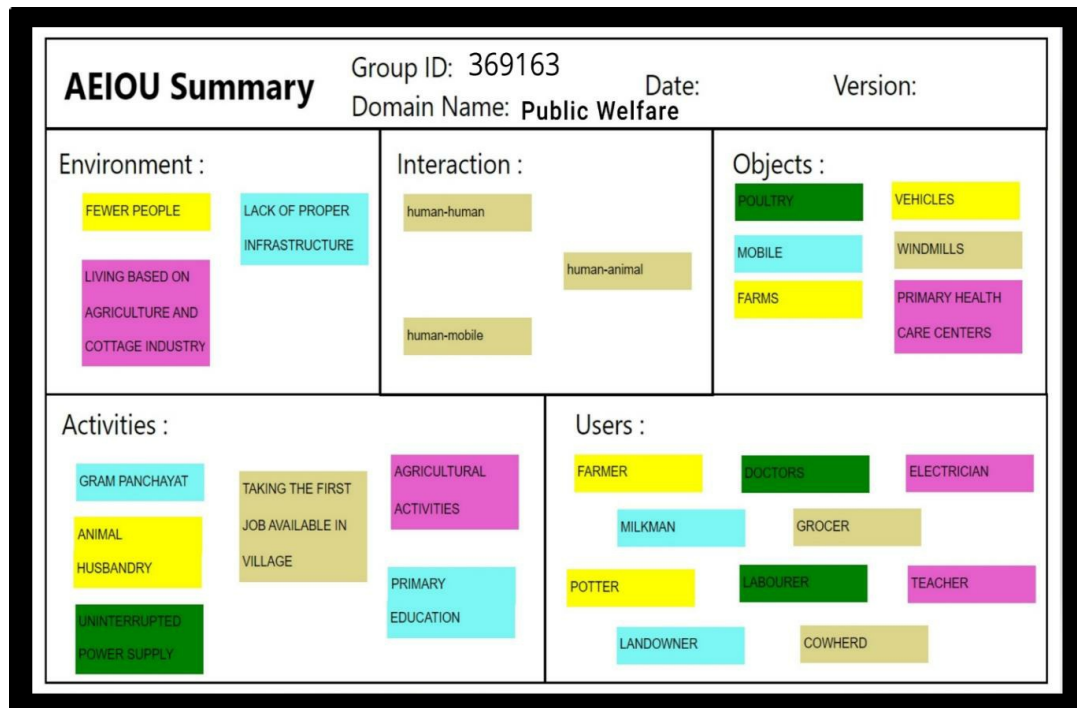 AEIOU Summary
Group ID: 369163
Domain Name: Public Welfare
Date:
Version:
Environment :
FEWER PEOPLE
LACK OF PROPER
INFRASTRUCTURE
LIVING BASED ON
AGRICULTURE AND
COTTAGE INDUSTRY
Interaction :
human-human
human-animal
human-mobile
Objects :
POULTRY
VEHICLES
MOBILE
WINDMILLS
FARMS
PRIMARY HEALTH
CARE CENTERS
Activities :
GRAM PANCHAYAT
ANIMAL
HUSBANDRY
UNINTERRUPTED
POWER SUPPLY
TAKING THE FIRST
JOB AVAILABLE IN
VILLAGE
AGRICULTURAL
ACTIVITIES
PRIMARY
EDUCATION
Users :
FARMER
DOCTORS
ELECTRICIAN
MILKMAN
GROCER
POTTER
LABOURER
TEACHER
LANDOWNER
COWHERD